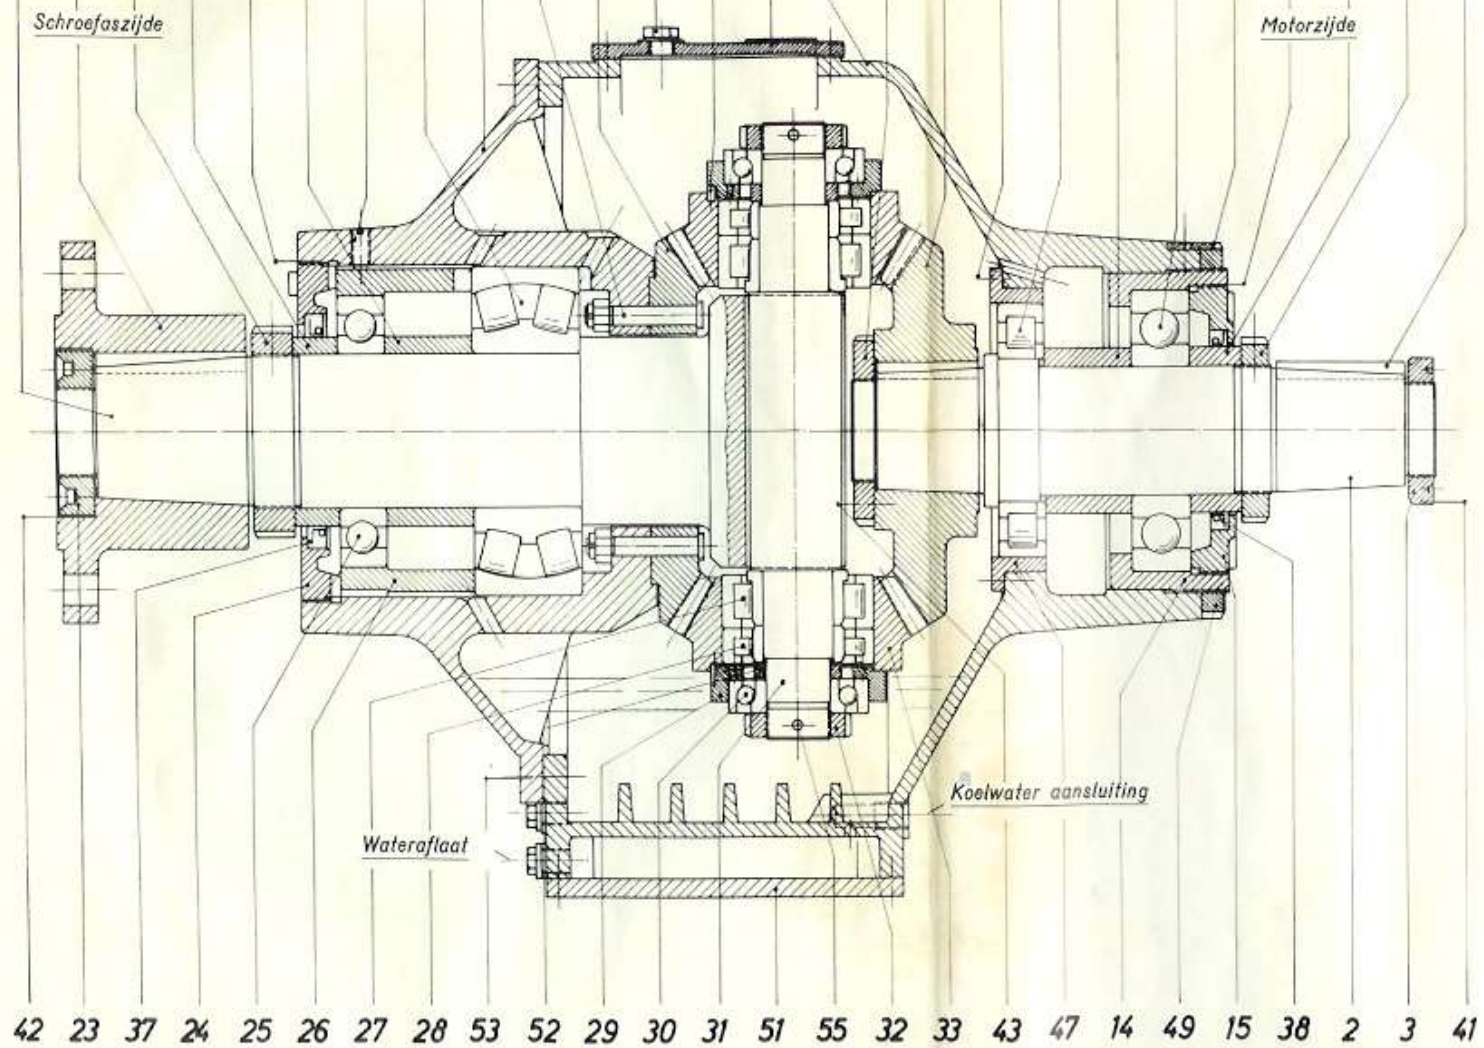 Schroefaszijde
Motorzijde
Koelwater aansluiting
Wateraflaat
42 23 37 24 25 26 27 28 53 52 29 30 31 51 55 32 33 43 47 14 49 15 38 2 3 41